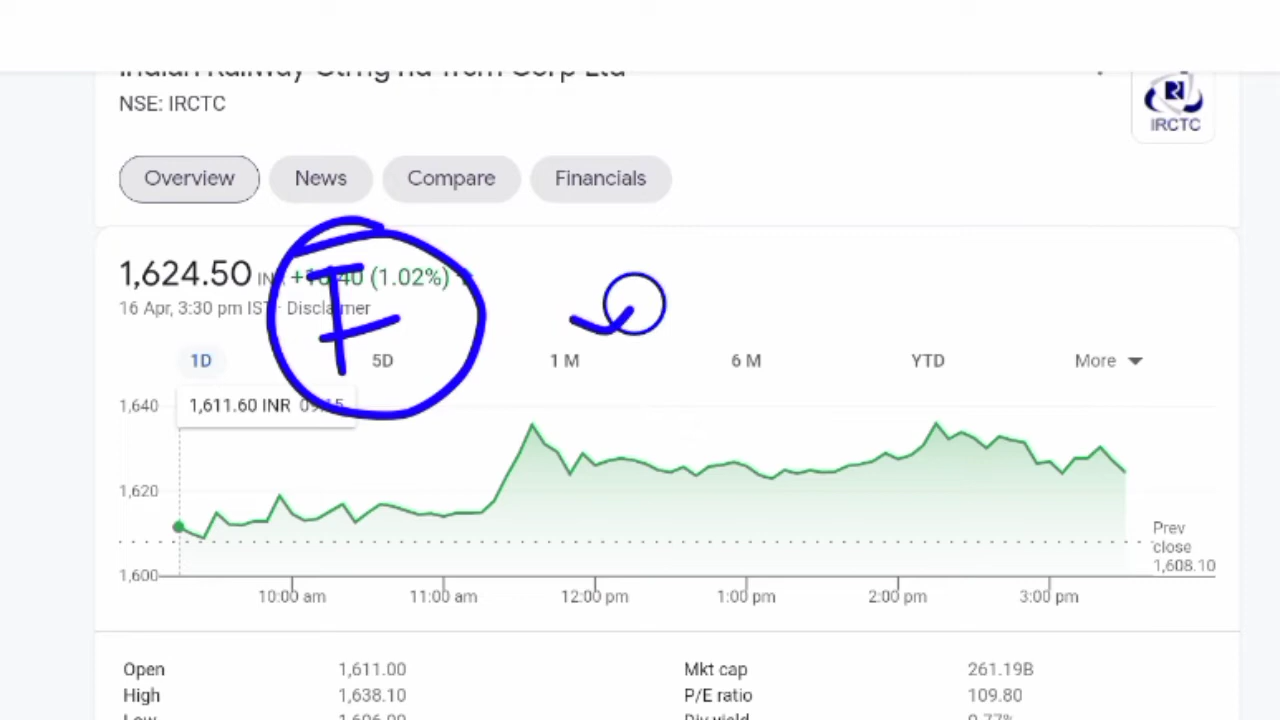 NSE: IRCTC
IRCTC
Overview News Compare Financials
1,624.50 (1.02%)
16 Apr, 3:30 pm IST · Disclaimer
F
1D 5D 1 M 6 M YTD More
1,611.60 INR 09:15
1,640
1,620
1,600
Prev
close
1,608.10
10:00 am 11:00 am 12:00 pm 1:00 pm 2:00 pm 3:00 pm
Open 1,611.00 Mkt cap 261.19B
High 1,638.10 P/E ratio 109.80